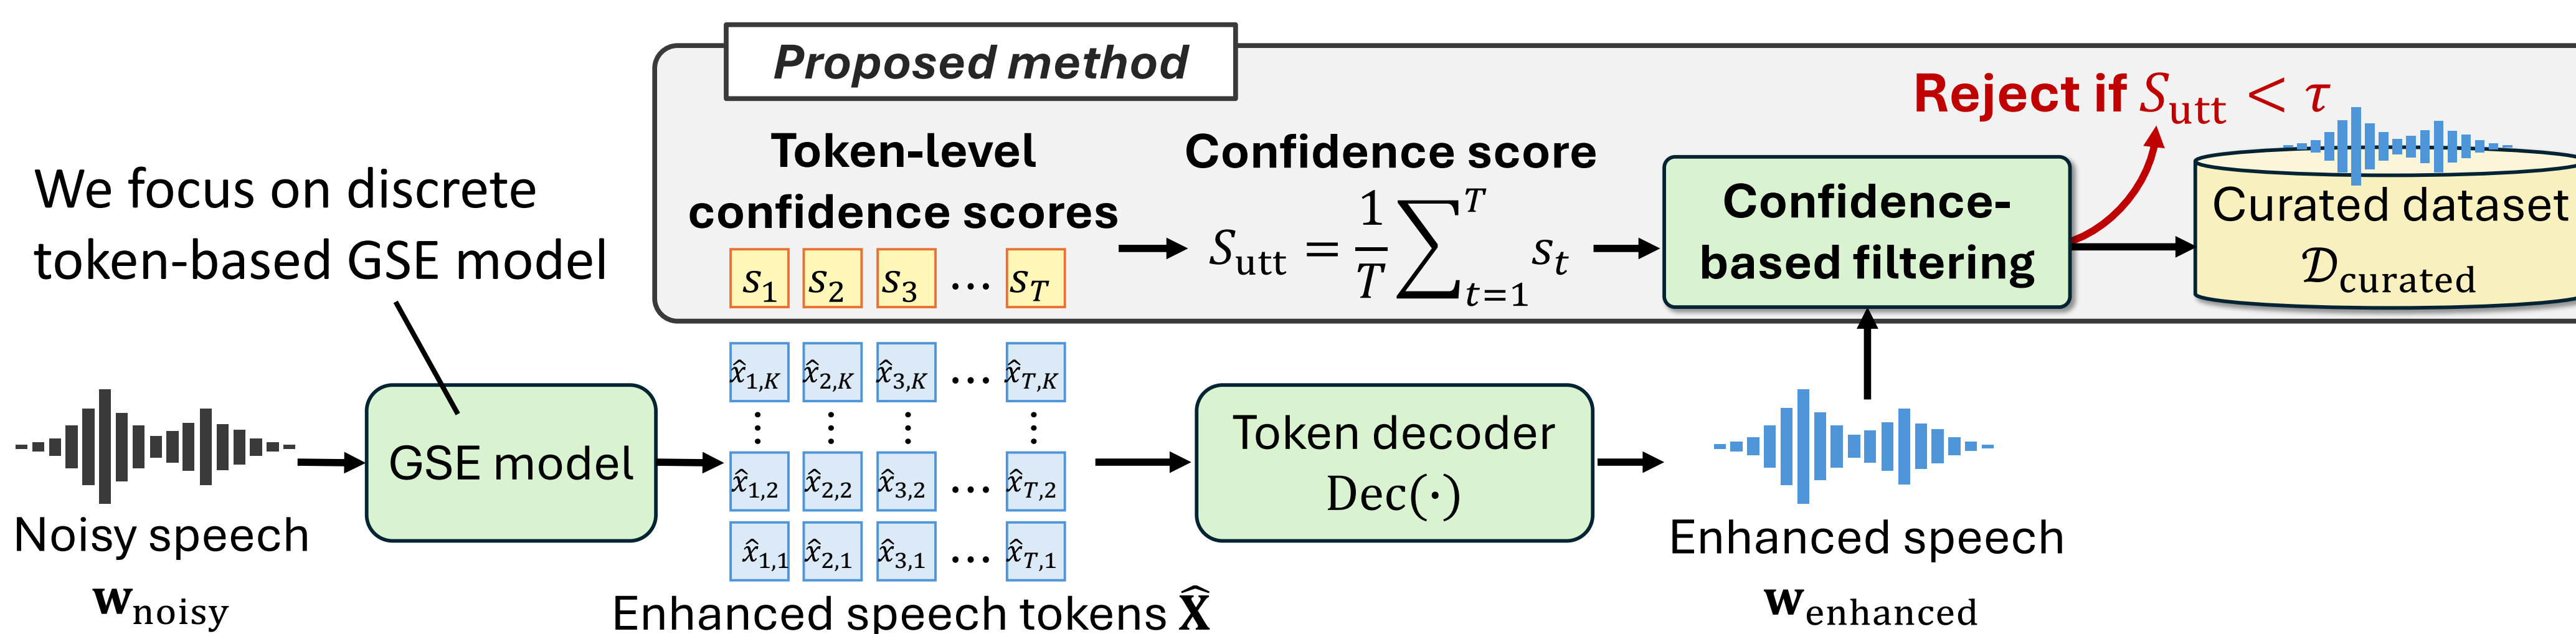 Proposed method
Reject if S_utt < τ
We focus on discrete
token-based GSE model
Token-level
confidence scores
s_1 s_2 s_3 … s_T
Confidence score
S_utt = \frac{1}{T} \sum_{t=1}^{T} s_t
Confidence-
based filtering
Curated dataset
𝒟_curated
Noisy speech
𝐰_noisy
GSE model
x̂_{1,K} x̂_{2,K} x̂_{3,K} … x̂_{T,K}
⋮ ⋮ ⋮ ⋮
x̂_{1,2} x̂_{2,2} x̂_{3,2} … x̂_{T,2}
x̂_{1,1} x̂_{2,1} x̂_{3,1} … x̂_{T,1}
Enhanced speech tokens 𝐗̂
Token decoder
Dec(·)
Enhanced speech
𝐰_enhanced